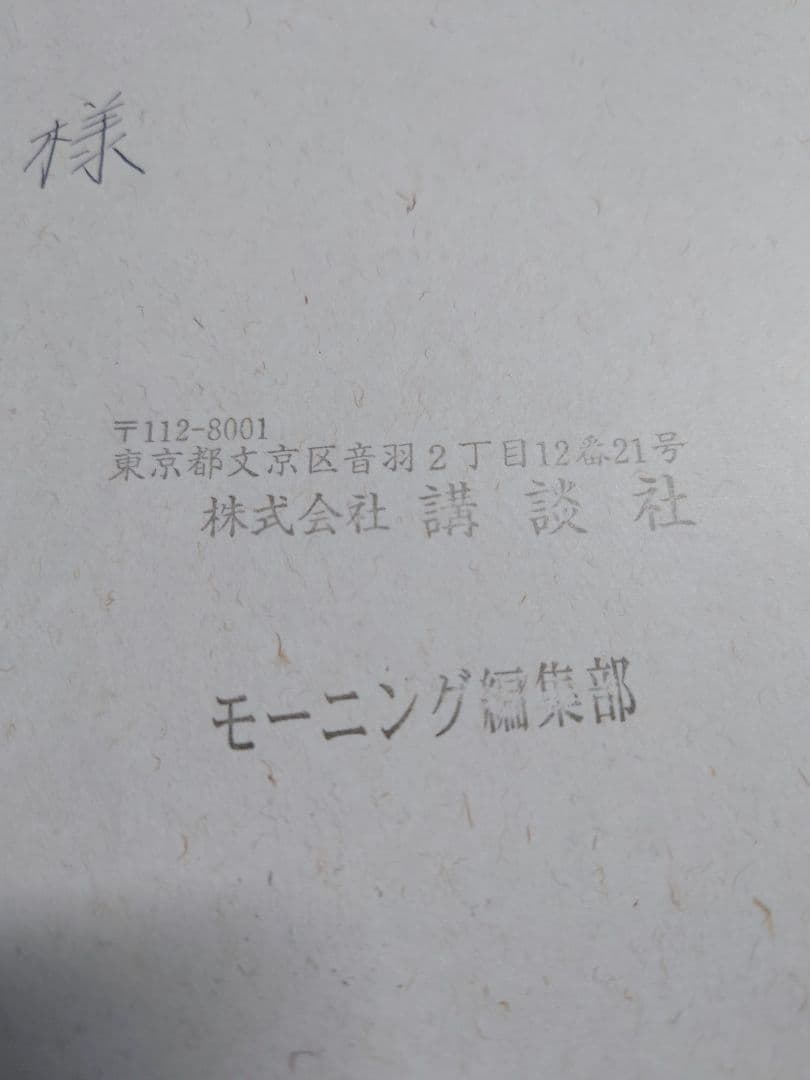 様
〒112-8001
東京都文京区音羽2丁目12番21号
株式会社 講談社
モーニング編集部